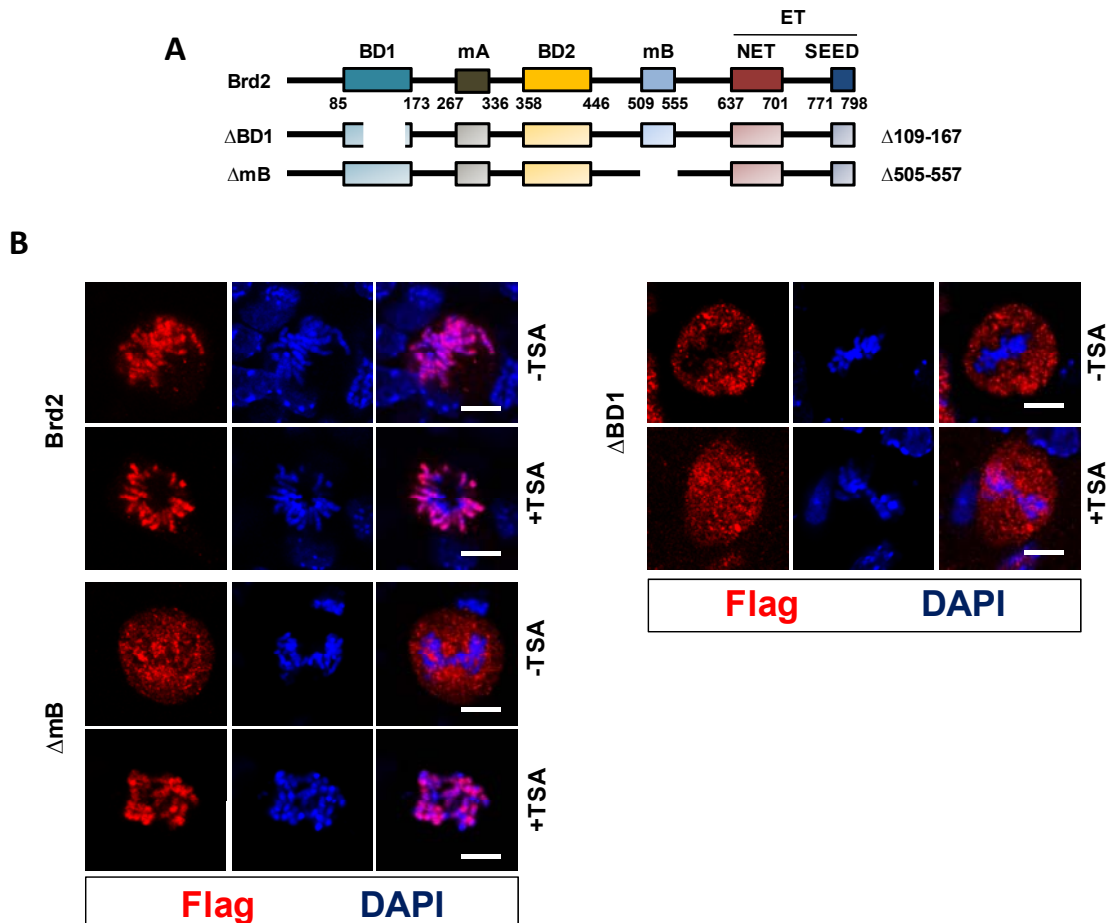 A
ET
BD1 mA BD2 mB NET SEED
Brd2
85 173 267 336 358 446 509 555 637 701 771 798
ΔBD1 Δ109-167
ΔmB Δ505-557
B
Brd2
-TSA
+TSA
ΔmB
-TSA
+TSA
Flag DAPI
ΔBD1
-TSA
+TSA
Flag DAPI